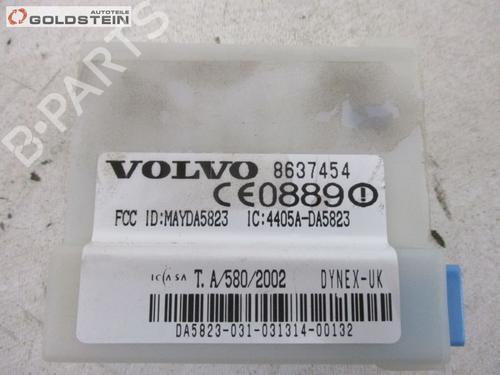 AUTOTEILE
GOLDSTEIN
B-PARTS
VOLVO 8637454
CE0889
FCC ID:MAYDA5823 IC:4405A-DA5823
ICASA T.A/580/2002 DYNEX-UK
DA5823-031-031314-00132